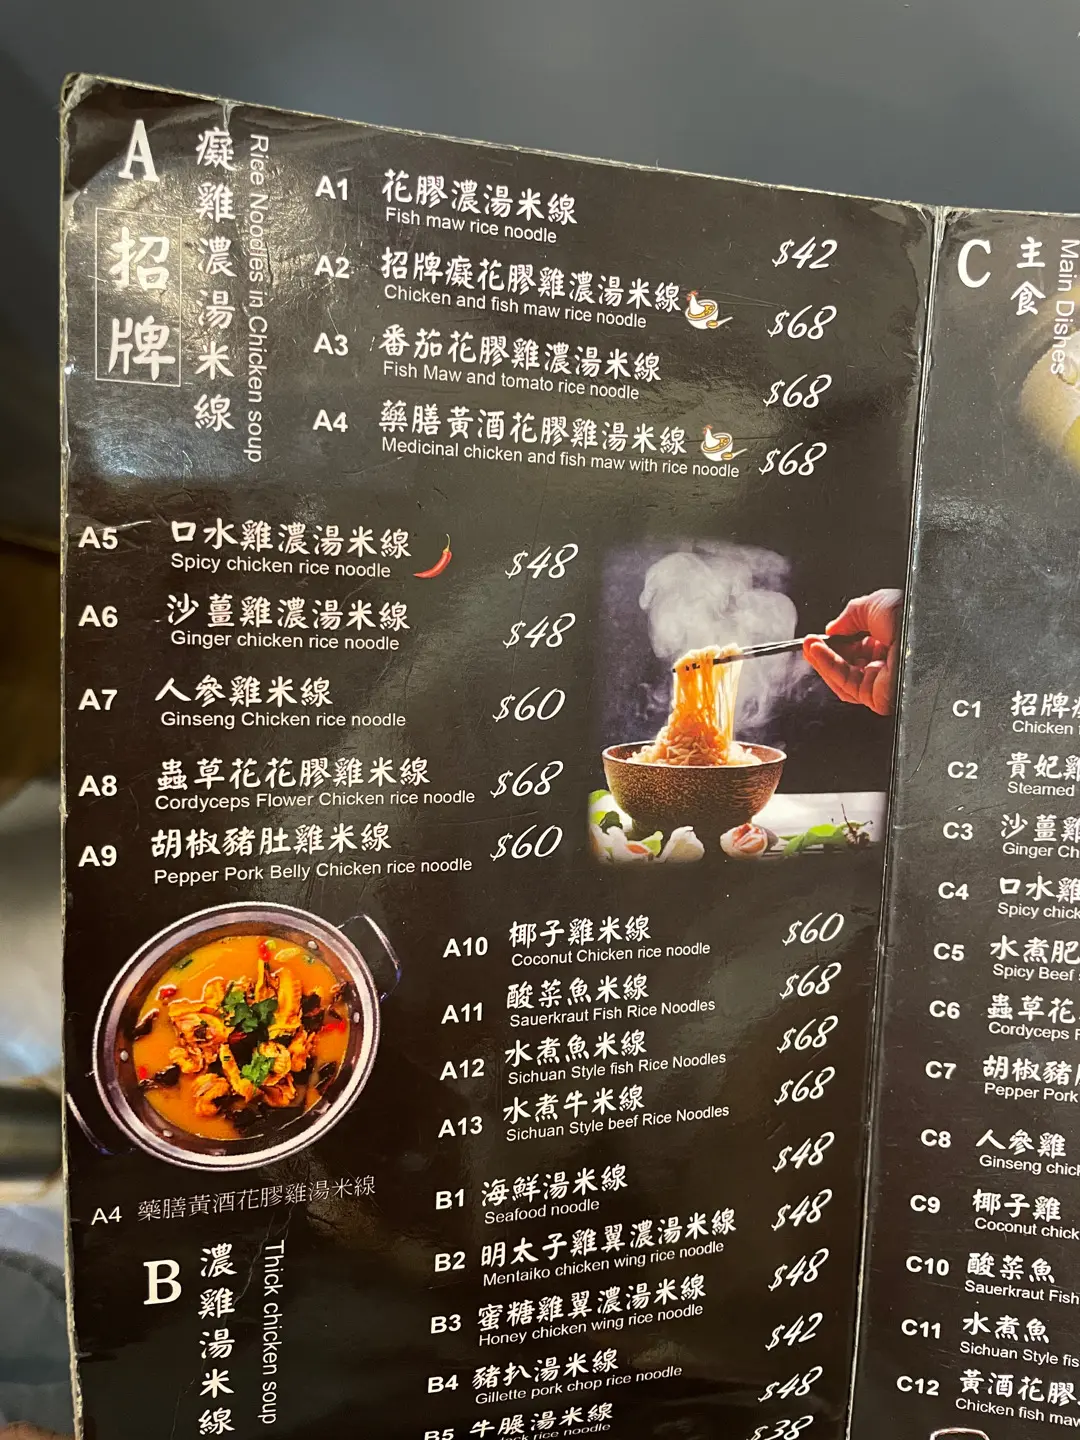 A
招牌
癡雞濃湯米線
Rice Noodles in Chicken soup
A1 花膠濃湯米線
Fish maw rice noodle
$42
A2 招牌癡花膠雞濃湯米線
Chicken and fish maw rice noodle
$68
A3 番茄花膠雞濃湯米線
Fish Maw and tomato rice noodle
$68
A4 藥膳黃酒花膠雞湯米線
Medicinal chicken and fish maw with rice noodle
$68
A5 口水雞濃湯米線
Spicy chicken rice noodle
$48
A6 沙薑雞濃湯米線
Ginger chicken rice noodle
$48
A7 人參雞米線
Ginseng Chicken rice noodle
$60
A8 蟲草花花膠雞米線
Cordyceps Flower Chicken rice noodle
$68
A9 胡椒豬肚雞米線
Pepper Pork Belly Chicken rice noodle
$60
A10 椰子雞米線
Coconut Chicken rice noodle
$60
A11 酸菜魚米線
Sauerkraut Fish Rice Noodles
$68
A12 水煮魚米線
Sichuan Style fish Rice Noodles
$68
A13 水煮牛米線
Sichuan Style beef Rice Noodles
$68
A4 藥膳黃酒花膠雞湯米線
B
濃雞湯米線
Thick chicken soup
B1 海鮮湯米線
Seafood noodle
$48
B2 明太子雞翼濃湯米線
Mentaiko chicken wing rice noodle
$48
B3 蜜糖雞翼濃湯米線
Honey chicken wing rice noodle
$48
B4 豬扒湯米線
Gillette pork chop rice noodle
$42
B5 牛展湯米線
rice noodle
$48
$38
C
主食
Main Dishes
C1 招牌
Chicken
C2 貴妃雞
Steamed
C3 沙薑雞
Ginger Ch
C4 口水雞
Spicy chick
C5 水煮肥
Spicy Beef
C6 蟲草花
Cordyceps F
C7 胡椒豬
Pepper Pork
C8 人參雞
Ginseng chick
C9 椰子雞
Coconut chick
C10 酸菜魚
Sauerkraut Fish
C11 水煮魚
Sichuan Style fis
C12 黃酒花膠
Chicken fish maw